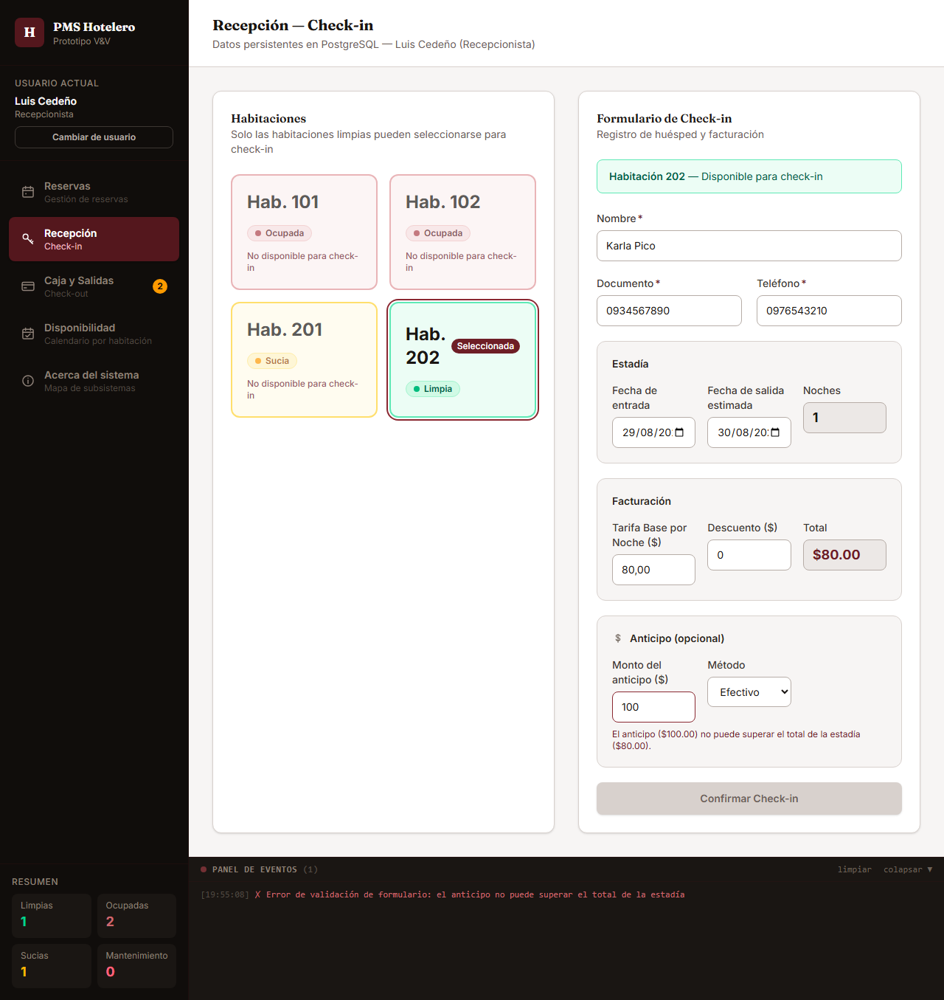 H
PMS Hotelero
Prototipo V&V
USUARIO ACTUAL
Luis Cedeño
Recepcionista
Cambiar de usuario
Reservas
Gestión de reservas
Recepción
Check-in
Caja y Salidas
Check-out
2
Disponibilidad
Calendario por habitación
Acerca del sistema
Mapa de subsistemas
RESUMEN
Limpias
1
Ocupadas
2
Sucias
1
Mantenimiento
0
Recepción — Check-in
Datos persistentes en PostgreSQL — Luis Cedeño (Recepcionista)
Habitaciones
Solo las habitaciones limpias pueden seleccionarse para
check-in
Hab. 101
Ocupada
No disponible para check-
in
Hab. 102
Ocupada
No disponible para check-
in
Hab. 201
Sucia
No disponible para check-
in
Hab.
202
Seleccionada
Limpia
Formulario de Check-in
Registro de huésped y facturación
Habitación 202 — Disponible para check-in
Nombre *
Karla Pico
Documento *
0934567890
Teléfono *
0976543210
Estadía
Fecha de
entrada
29/08/20
Fecha de salida
estimada
30/08/20
Noches
1
Facturación
Tarifa Base por
Noche ($)
80,00
Descuento ($)
0
Total
$80.00
$ Anticipo (opcional)
Monto del
anticipo ($)
100
Método
Efectivo
El anticipo ($100.00) no puede superar el total de la estadía
($80.00).
Confirmar Check-in
PANEL DE EVENTOS (1)
limpiar
colapsar ▼
[19:55:08] ✗ Error de validación de formulario: el anticipo no puede superar el total de la estadía